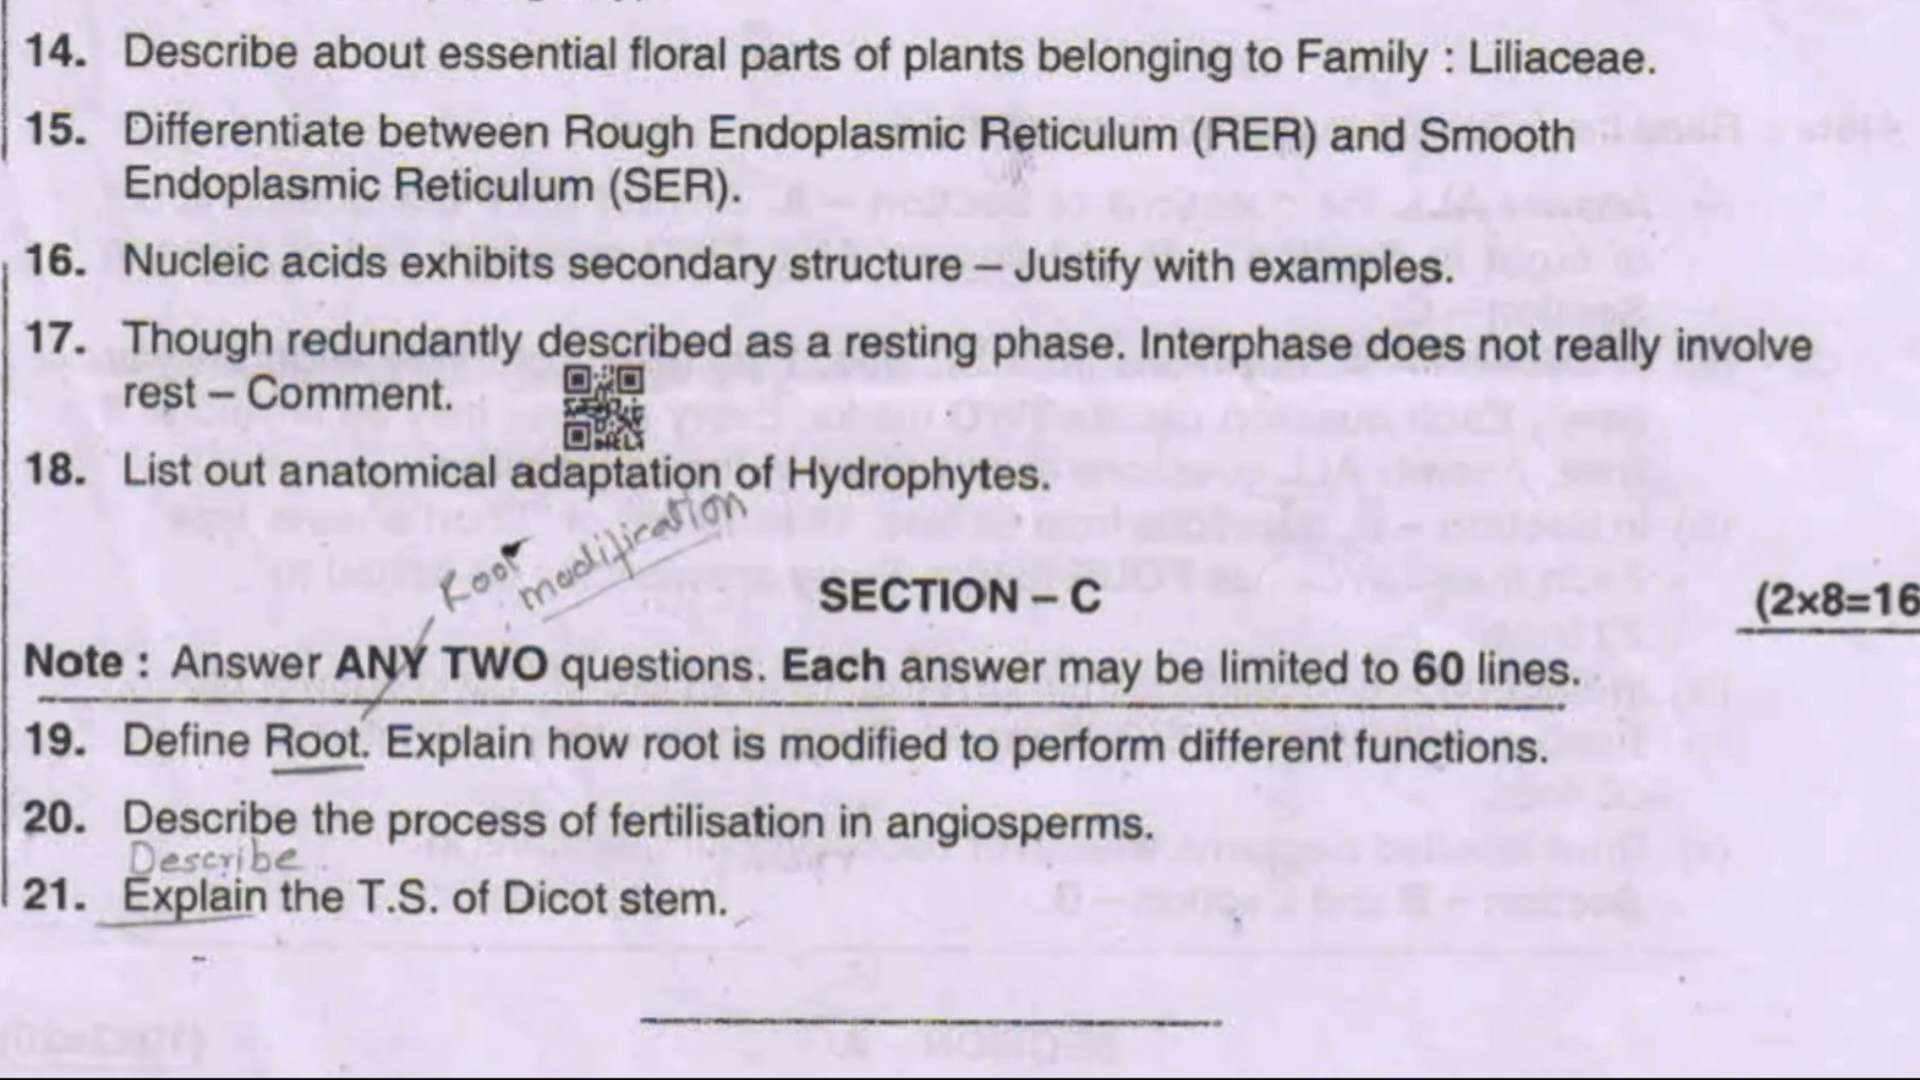 14. Describe about essential floral parts of plants belonging to Family : Liliaceae.
15. Differentiate between Rough Endoplasmic Reticulum (RER) and Smooth
Endoplasmic Reticulum (SER).
16. Nucleic acids exhibits secondary structure – Justify with examples.
17. Though redundantly described as a resting phase. Interphase does not really involve
rest – Comment.
18. List out anatomical adaptation of Hydrophytes.
Root modification
SECTION – C
(2x8=16
Note : Answer ANY TWO questions. Each answer may be limited to 60 lines.
19. Define Root. Explain how root is modified to perform different functions.
20. Describe the process of fertilisation in angiosperms.
Describe
21. Explain the T.S. of Dicot stem.